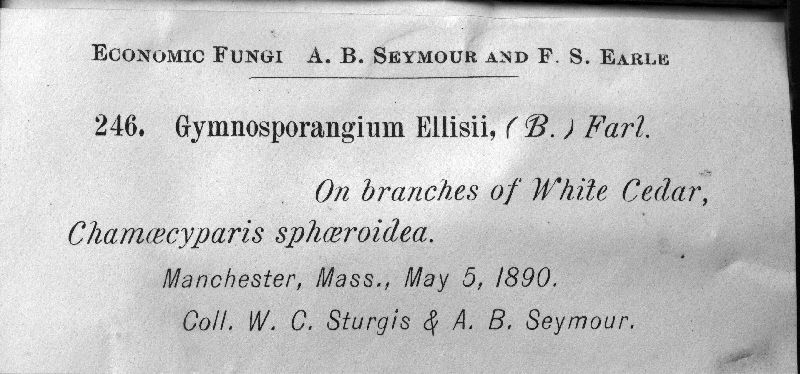 ECONOMIC FUNGI A. B. SEYMOUR AND F. S. EARLE
246. Gymnosporangium Ellisii, (B.) Farl.
On branches of White Cedar,
Chamæcyparis sphæroidea.
Manchester, Mass., May 5, 1890.
Coll. W. C. Sturgis & A. B. Seymour.